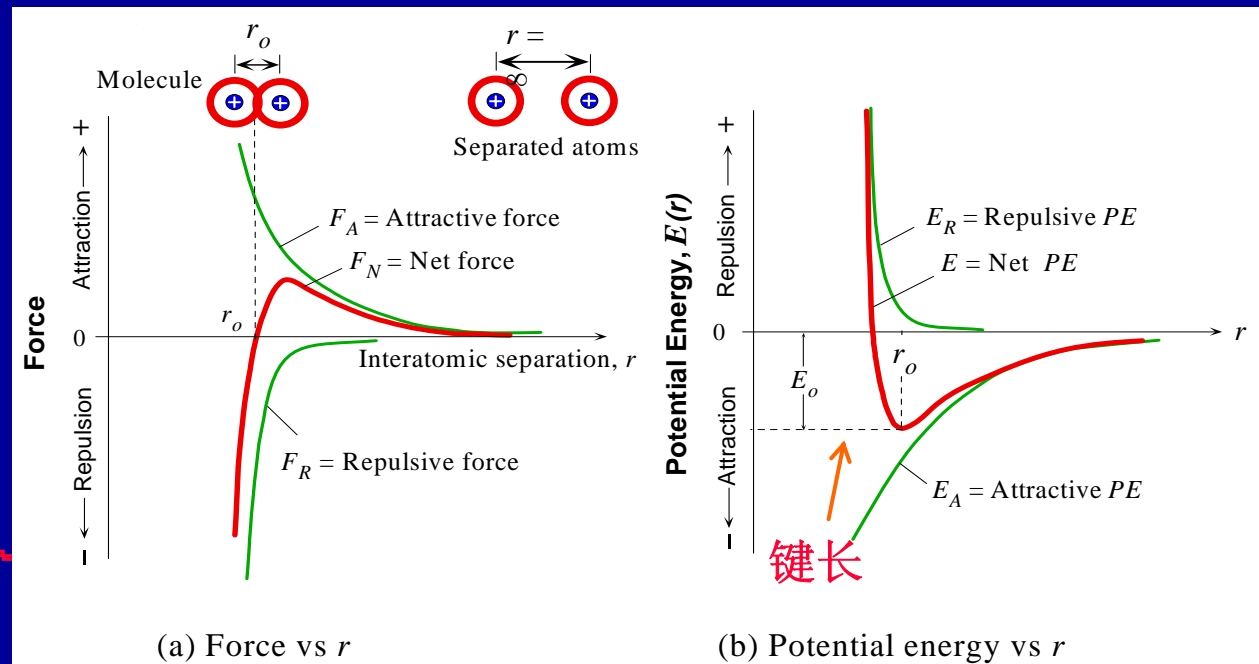 r_o
r =
∞
Molecule
Separated atoms
+
Attraction
F_A = Attractive force
F_N = Net force
Force
r_o
0
Interatomic separation, r
Repulsion
F_R = Repulsive force
−
(a) Force vs r
+
Repulsion
E_R = Repulsive PE
E = Net PE
Potential Energy, E(r)
0
r
r_o
E_o
Attraction
E_A = Attractive PE
−
键长
(b) Potential energy vs r